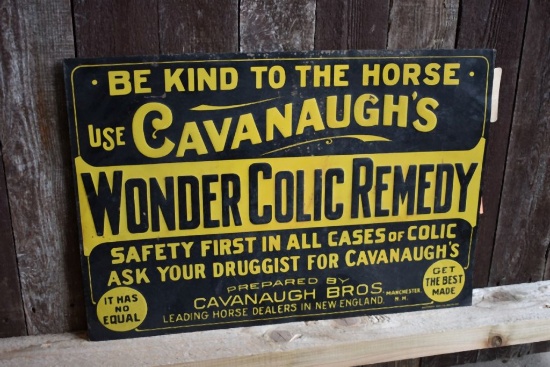 · BE KIND TO THE HORSE ·
USE CAVANAUGH'S
WONDER COLIC REMEDY
SAFETY FIRST IN ALL CASES OF COLIC
ASK YOUR DRUGGIST FOR CAVANAUGH'S
IT HAS
NO
EQUAL
PREPARED BY
CAVANAUGH BROS. MANCHESTER, N.H.
LEADING HORSE DEALERS IN NEW ENGLAND.
GET
THE BEST
MADE